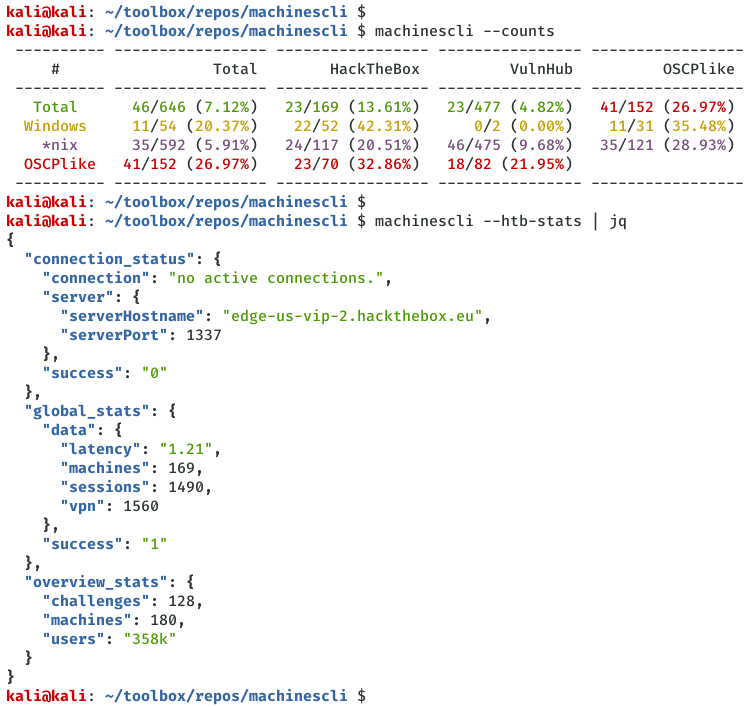 kali@kali: ~/toolbox/repos/machinescli $
kali@kali: ~/toolbox/repos/machinescli $ machinescli --counts
---------- ----------------- ----------------- ---------------- -----------------
# Total HackTheBox VulnHub OSCPlike
---------- ----------------- ----------------- ---------------- -----------------
Total 46/646 (7.12%) 23/169 (13.61%) 23/477 (4.82%) 41/152 (26.97%)
Windows 11/54 (20.37%) 22/52 (42.31%) 0/2 (0.00%) 11/31 (35.48%)
*nix 35/592 (5.91%) 24/117 (20.51%) 46/475 (9.68%) 35/121 (28.93%)
OSCPlike 41/152 (26.97%) 23/70 (32.86%) 18/82 (21.95%)
---------- ----------------- ----------------- ---------------- -----------------
kali@kali: ~/toolbox/repos/machinescli $
kali@kali: ~/toolbox/repos/machinescli $ machinescli --htb-stats | jq
{
  "connection_status": {
    "connection": "no active connections.",
    "server": {
      "serverHostname": "edge-us-vip-2.hackthebox.eu",
      "serverPort": 1337
    },
    "success": "0"
  },
  "global_stats": {
    "data": {
      "latency": "1.21",
      "machines": 169,
      "sessions": 1490,
      "vpn": 1560
    },
    "success": "1"
  },
  "overview_stats": {
    "challenges": 128,
    "machines": 180,
    "users": "358k"
  }
}
kali@kali: ~/toolbox/repos/machinescli $